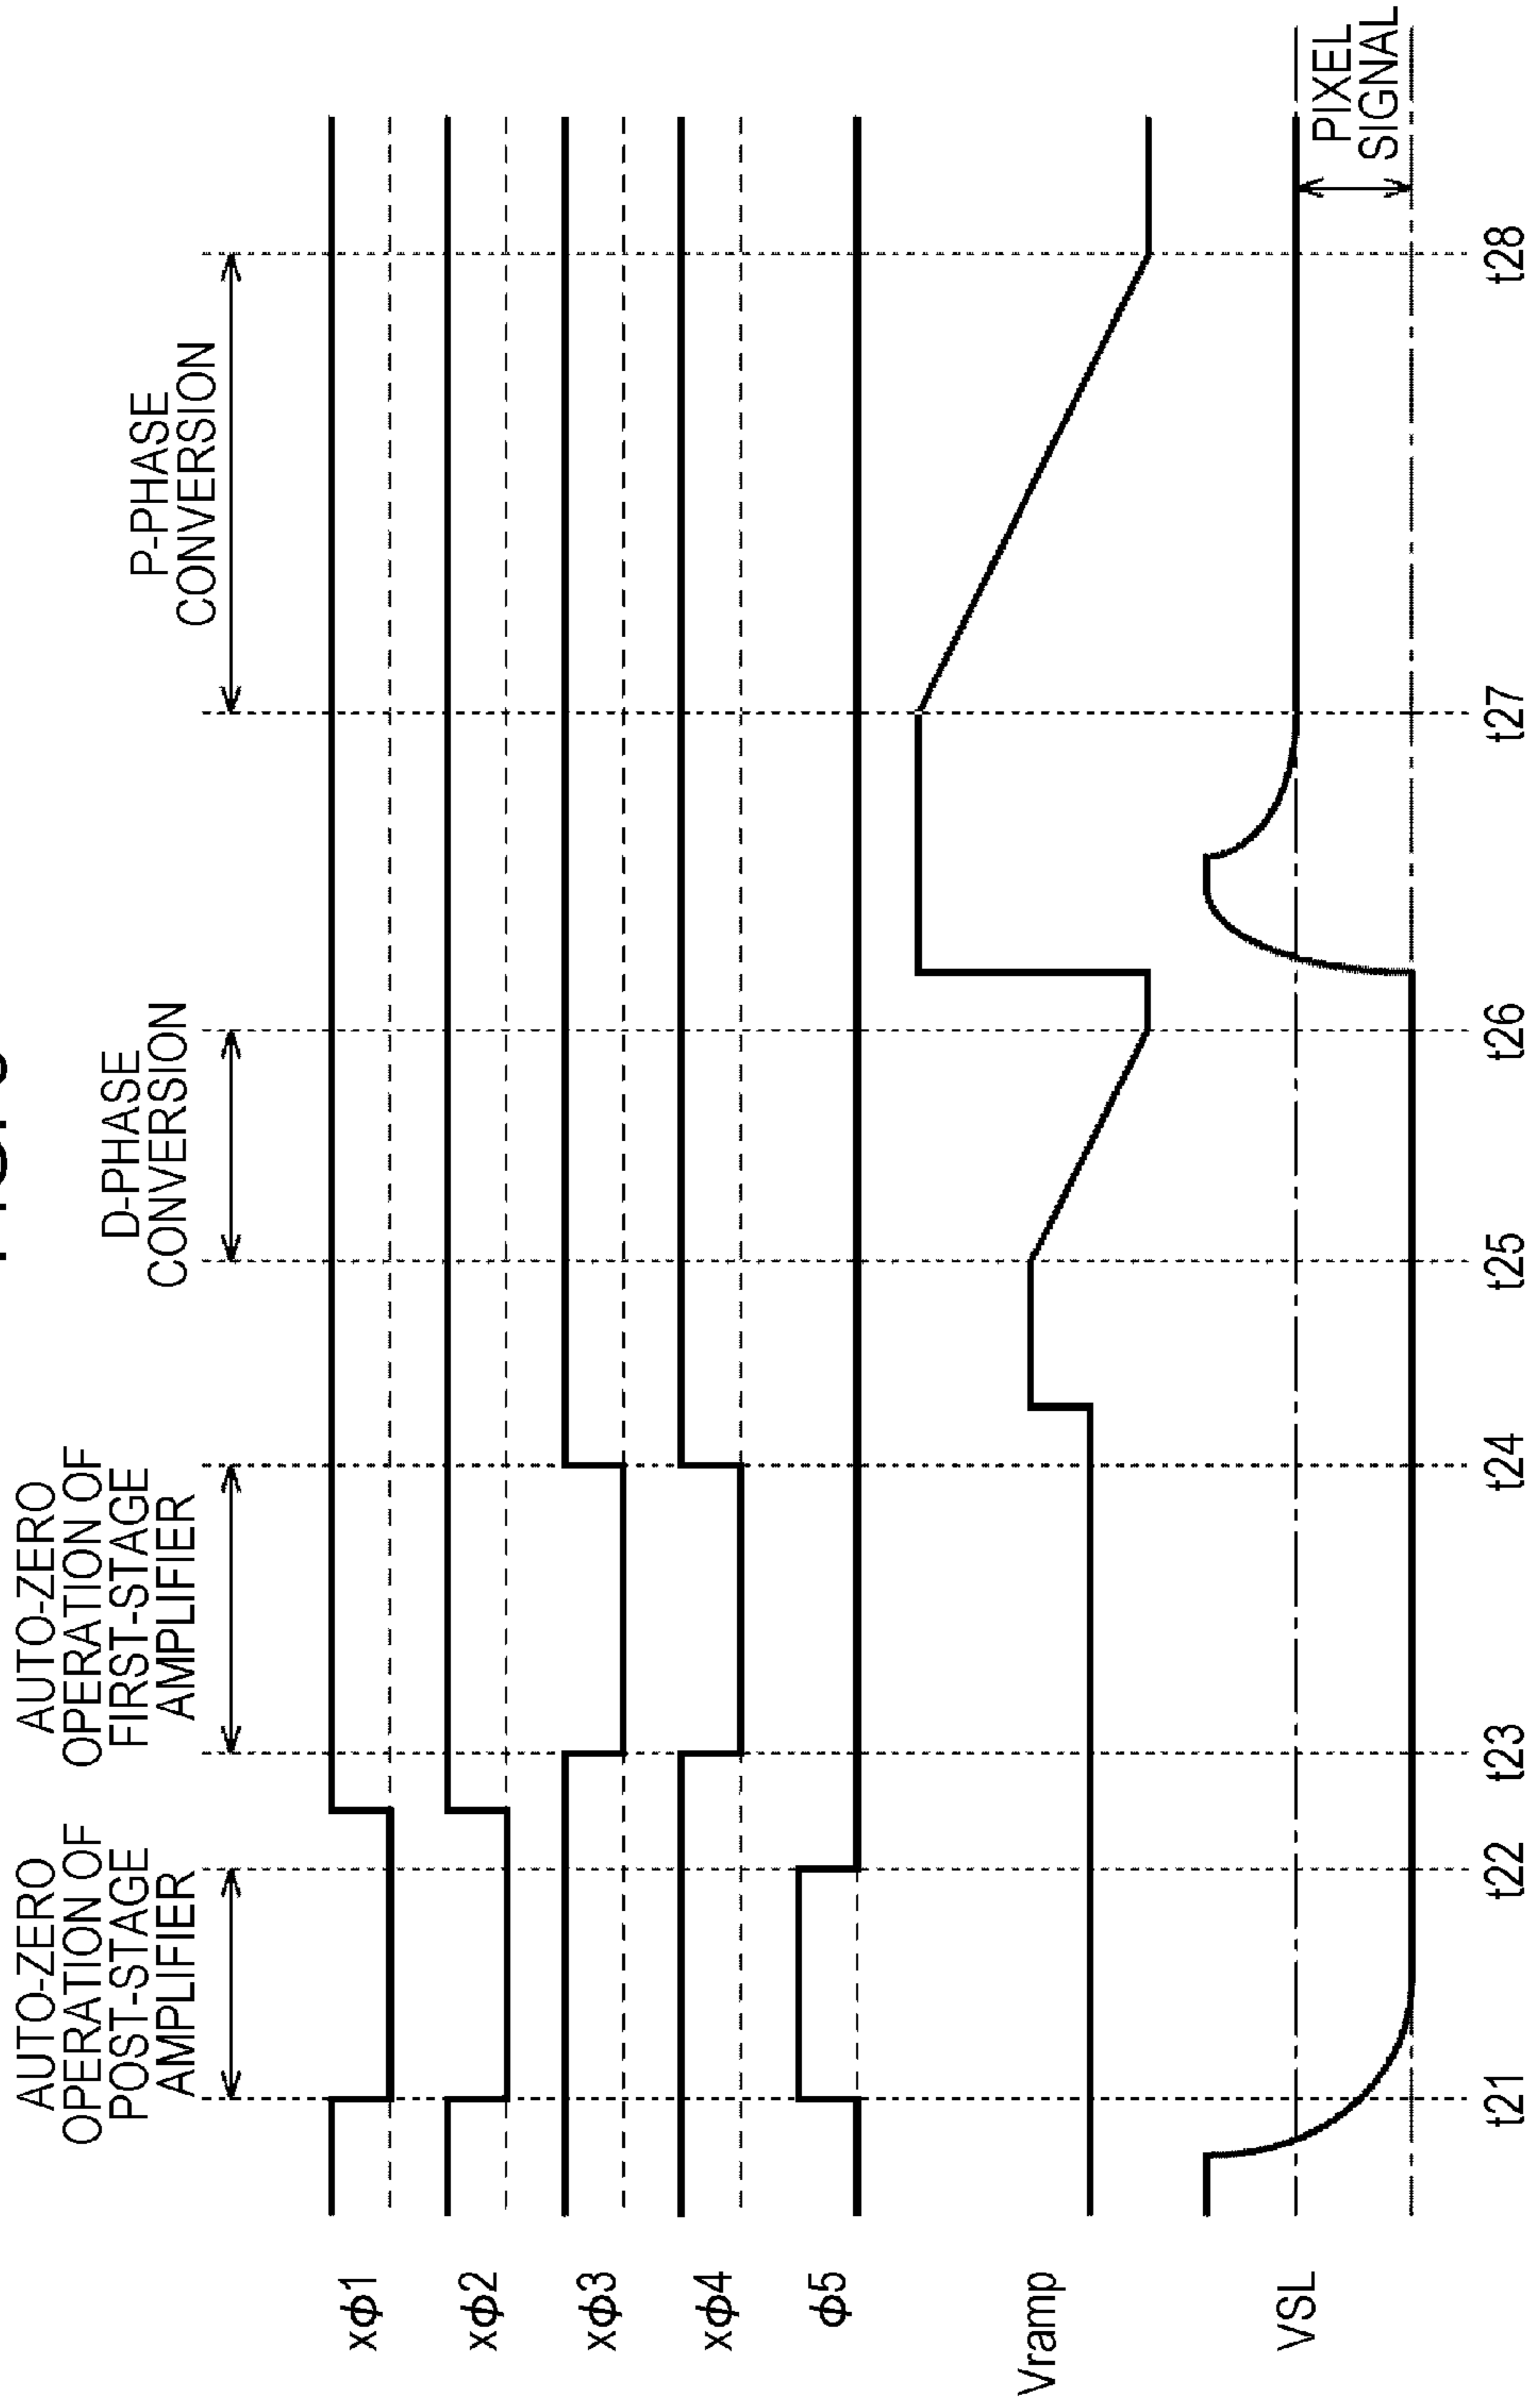 AUTO-ZERO
OPERATION OF
POST-STAGE
AMPLIFIER
AUTO-ZERO
OPERATION OF
FIRST-STAGE
AMPLIFIER
D-PHASE
CONVERSION
P-PHASE
CONVERSION
xϕ1
xϕ2
xϕ3
xϕ4
ϕ5
Vramp
VSL
PIXEL
SIGNAL
t21
t22
t23
t24
t25
t26
t27
t28